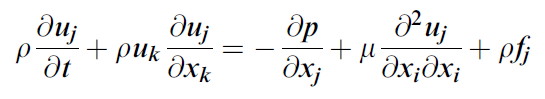 ρ ∂u_j/∂t + ρu_k ∂u_j/∂x_k = − ∂p/∂x_j + μ ∂²u_j/∂x_i∂x_i + ρf_j